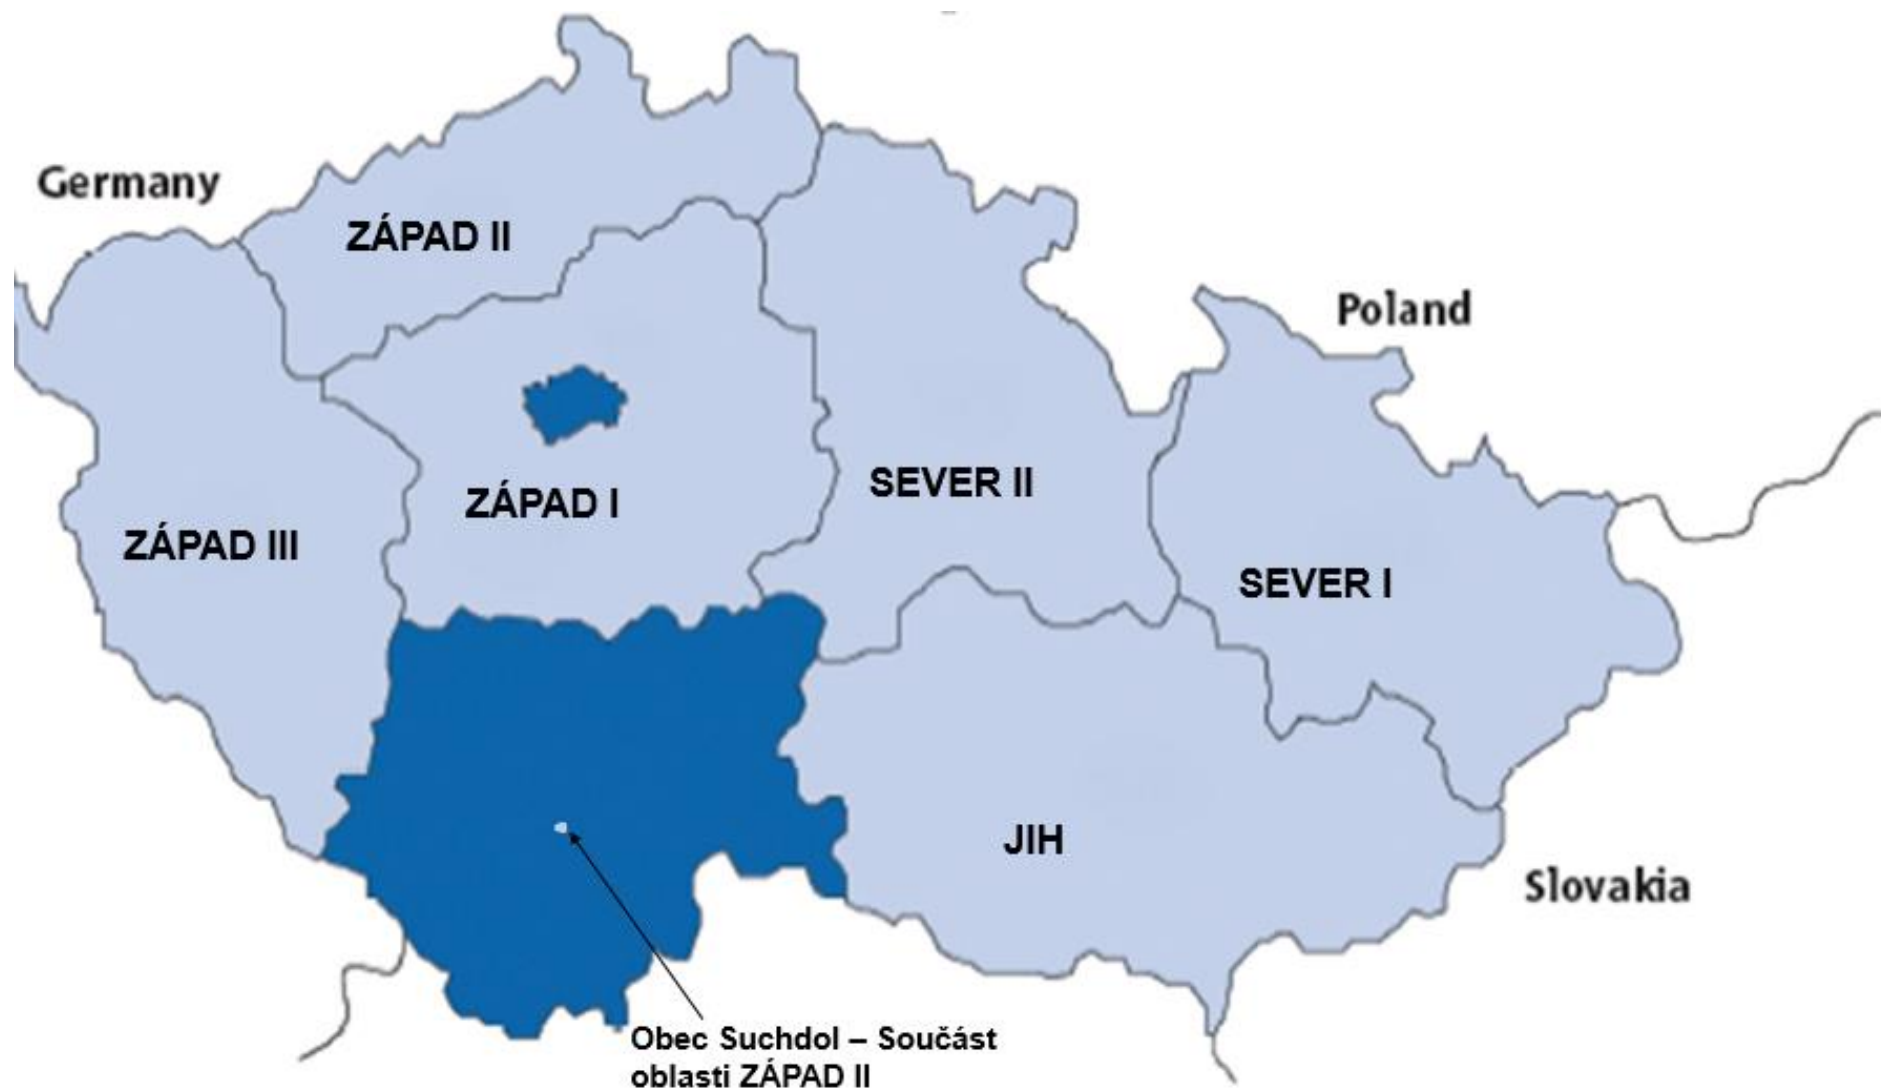 Germany
ZÁPAD II
Poland
SEVER II
ZÁPAD I
ZÁPAD III
SEVER I
JIH
Slovakia
Obec Suchdol – Součást
oblasti ZÁPAD II